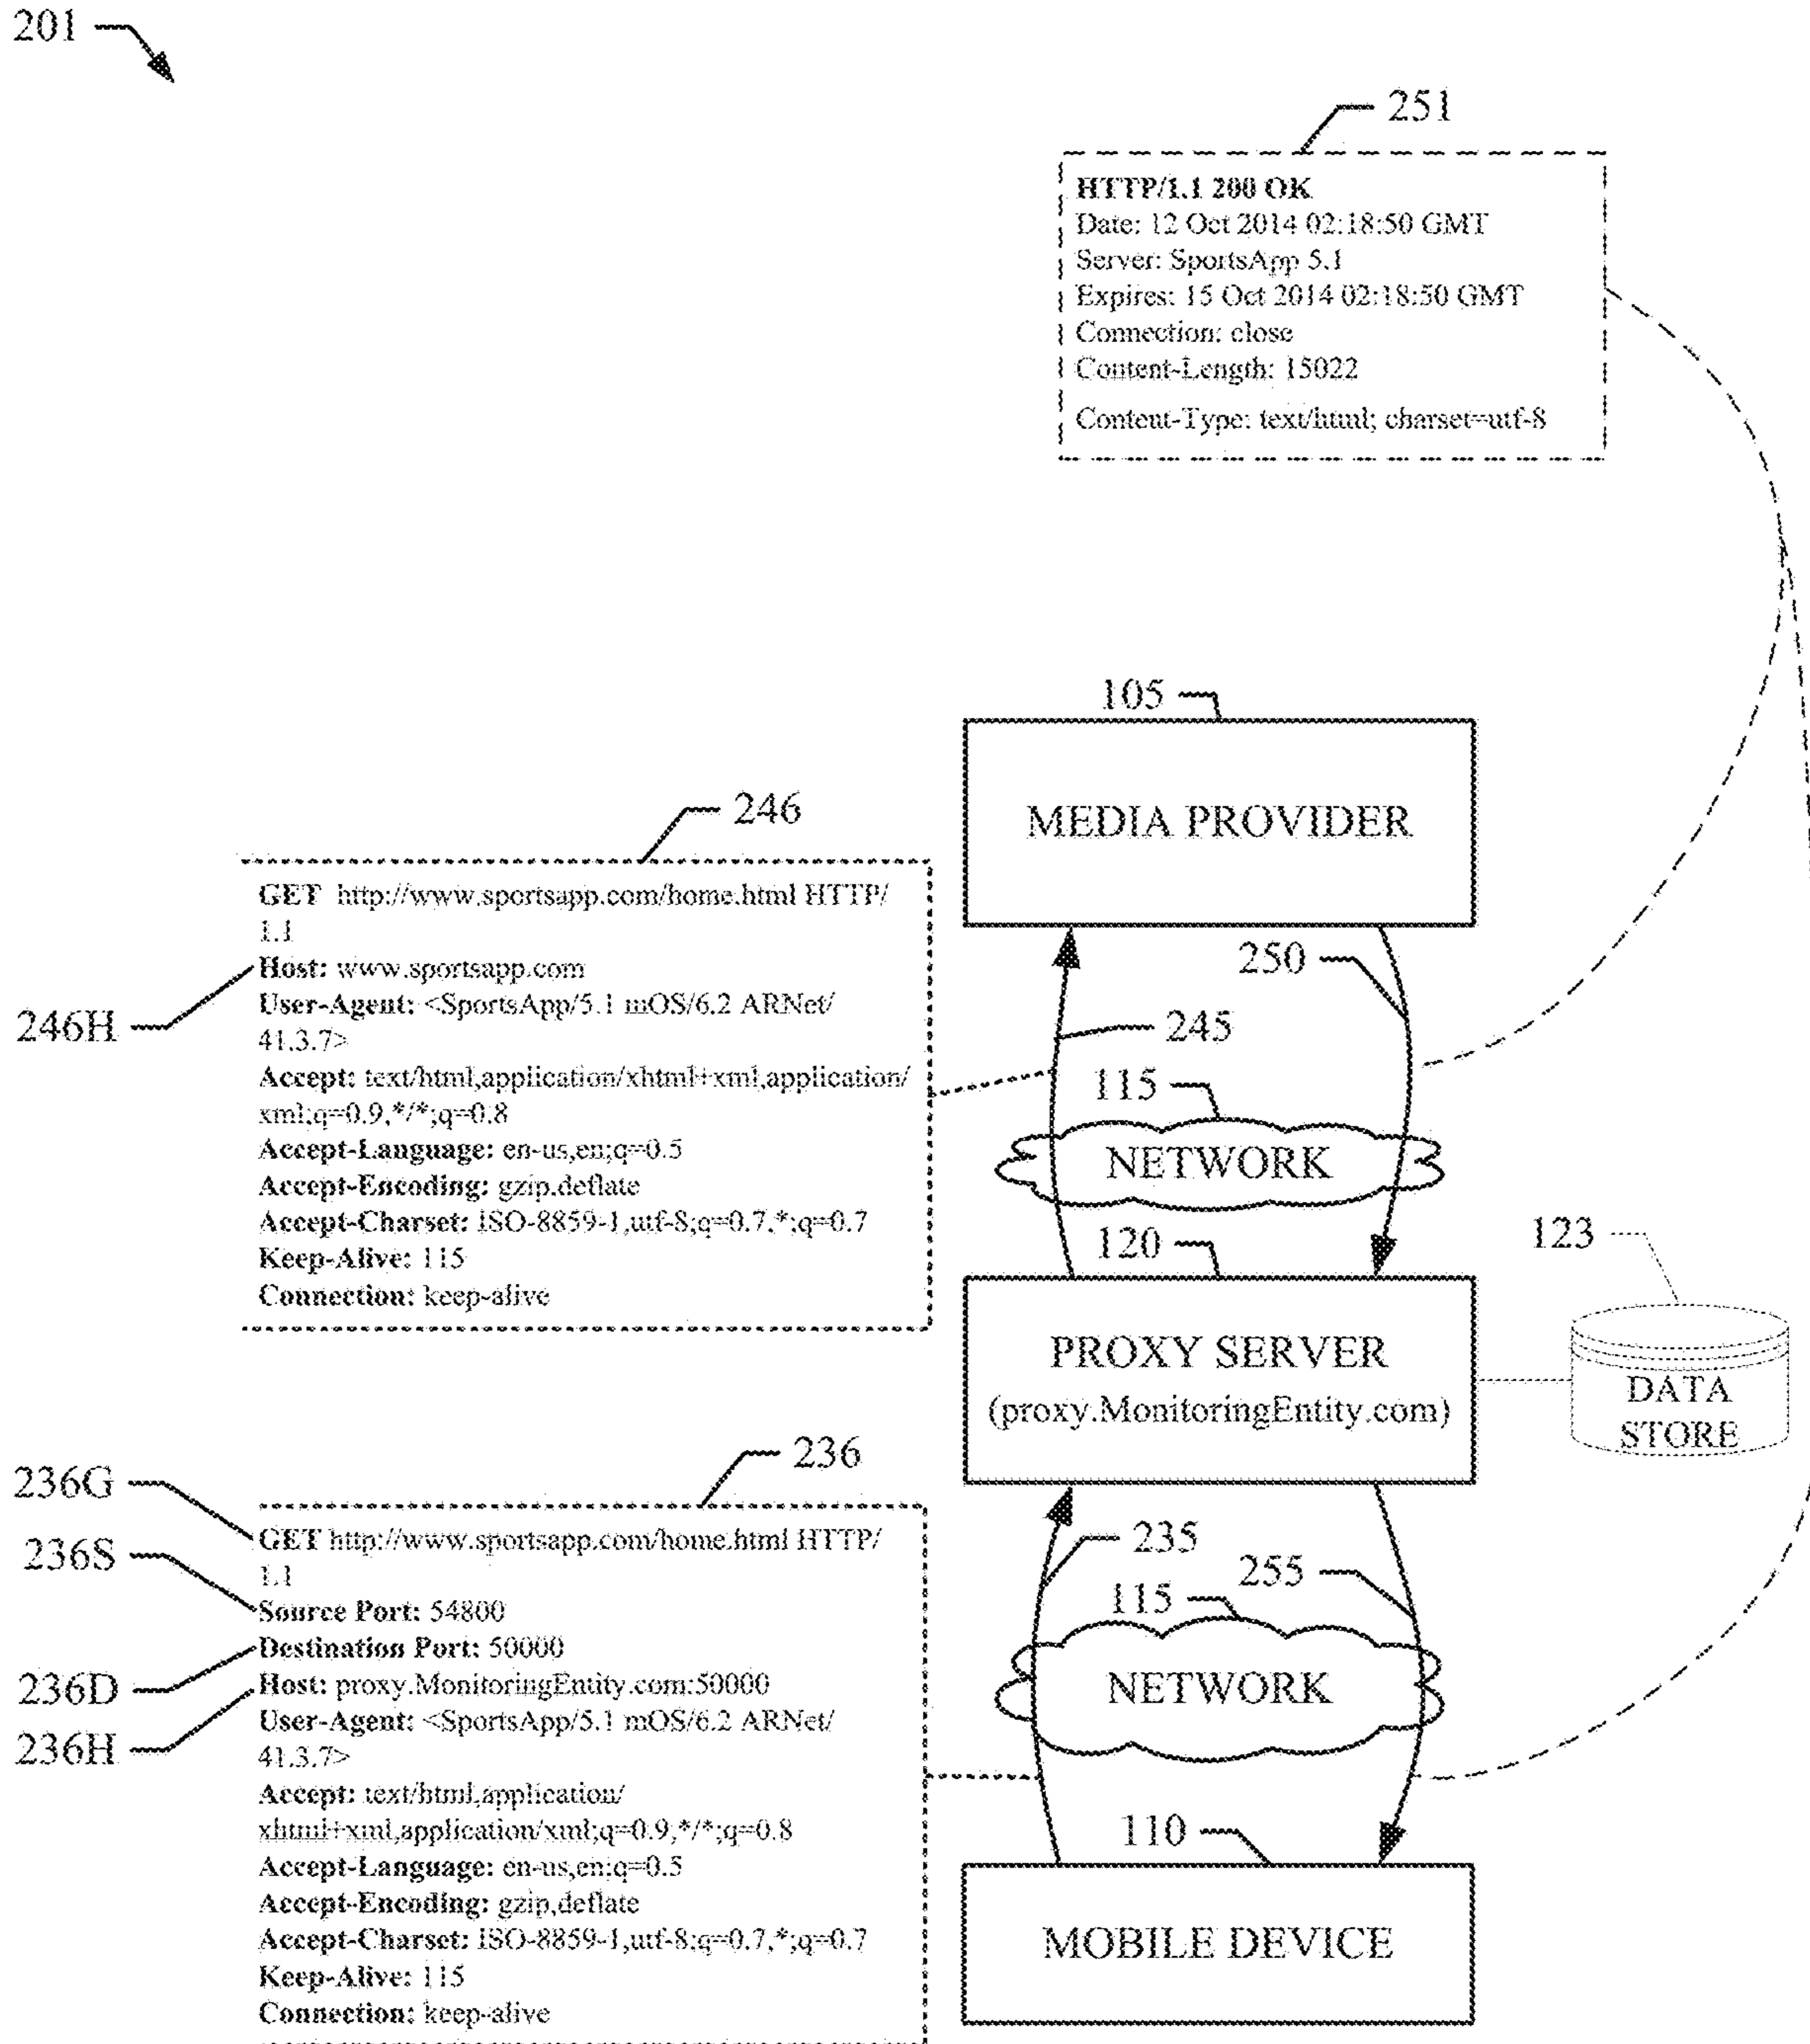 201
251
HTTP/1.1 200 OK
Date: 12 Oct 2014 02:18:50 GMT
Server: SportsApp 5.1
Expires: 15 Oct 2014 02:18:50 GMT
Connection: close
Content-Length: 15022
Content-Type: text/html; charset=utf-8
105
MEDIA PROVIDER
246
GET http://www.sportsapp.com/home.html HTTP/
1.1
Host: www.sportsapp.com
User-Agent: <SportsApp/5.1 mOS/6.2 ARNet/
41.3.7>
Accept: text/html,application/xhtml+xml,application/
xml;q=0.9,*/*;q=0.8
Accept-Language: en-us,en;q=0.5
Accept-Encoding: gzip,deflate
Accept-Charset: ISO-8859-1,utf-8;q=0.7,*;q=0.7
Keep-Alive: 115
Connection: keep-alive
246H
250
245
115
NETWORK
120
PROXY SERVER
(proxy.MonitoringEntity.com)
123
DATA
STORE
236
236G
236S
236D
236H
GET http://www.sportsapp.com/home.html HTTP/
1.1
Source Port: 54800
Destination Port: 50000
Host: proxy.MonitoringEntity.com:50000
User-Agent: <SportsApp/5.1 mOS/6.2 ARNet/
41.3.7>
Accept: text/html,application/
xhtml+xml,application/xml;q=0.9,*/*;q=0.8
Accept-Language: en-us,en;q=0.5
Accept-Encoding: gzip,deflate
Accept-Charset: ISO-8859-1,utf-8;q=0.7,*;q=0.7
Keep-Alive: 115
Connection: keep-alive
235
255
115
NETWORK
110
MOBILE DEVICE